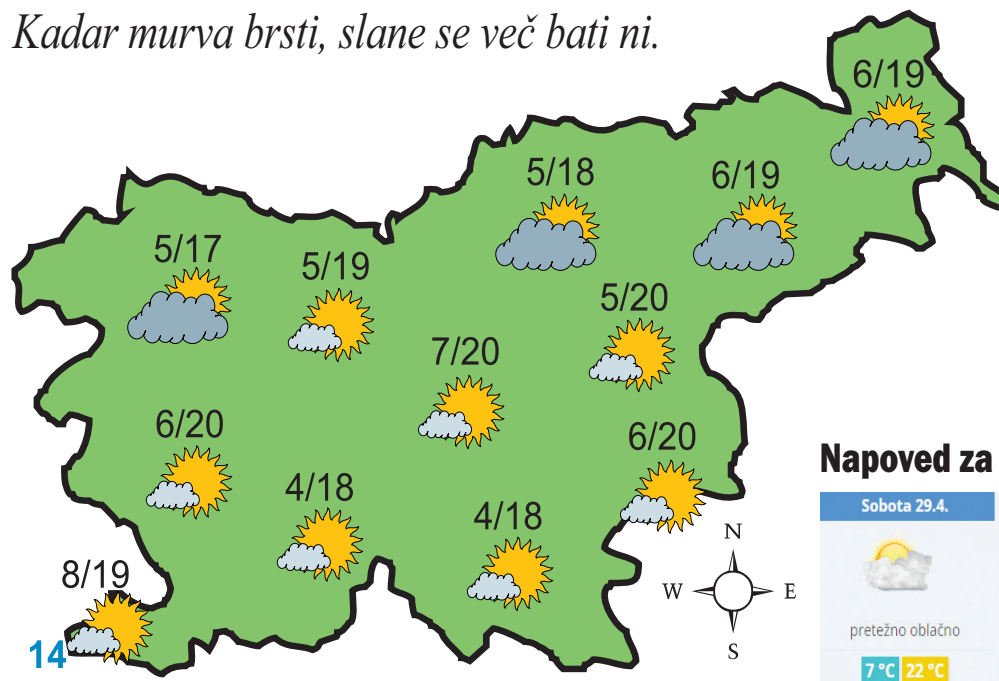 Kadar murva brsti, slane se več bati ni.
6/19
5/18
6/19
5/17
5/19
5/20
7/20
6/20
6/20
4/18
4/18
8/19
14
N
W E
S
Napoved za
Sobota 29.4.
pretežno oblačno
7 °C 22 °C